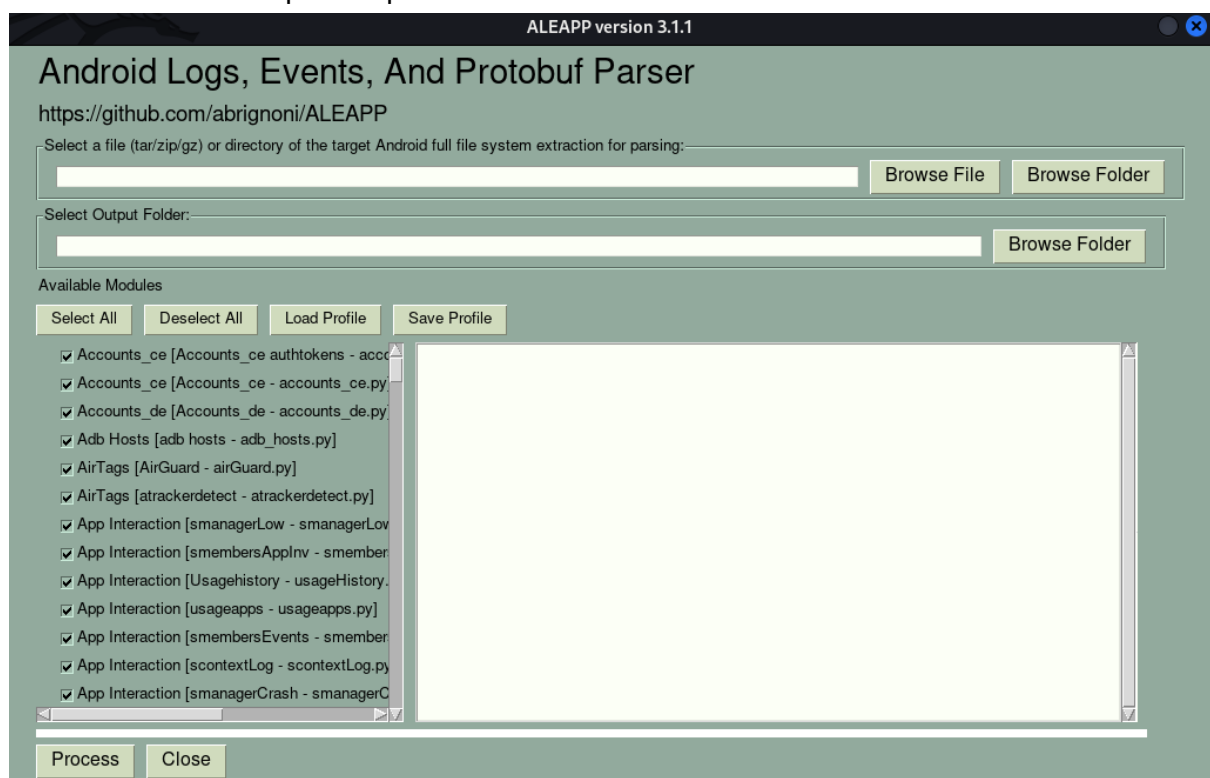 ALEAPP version 3.1.1
Android Logs, Events, And Protobuf Parser
https://github.com/abrignoni/ALEAPP
Select a file (tar/zip/gz) or directory of the target Android full file system extraction for parsing:
Browse File
Browse Folder
Select Output Folder:
Browse Folder
Available Modules
Select All
Deselect All
Load Profile
Save Profile
Accounts_ce [Accounts_ce authtokens - acco
Accounts_ce [Accounts_ce - accounts_ce.py]
Accounts_de [Accounts_de - accounts_de.py]
Adb Hosts [adb hosts - adb_hosts.py]
AirTags [AirGuard - airGuard.py]
AirTags [atrackerdetect - atrackerdetect.py]
App Interaction [smanagerLow - smanagerLow
App Interaction [smembersAppInv - smember
App Interaction [Usagehistory - usageHistory.
App Interaction [usageapps - usageapps.py]
App Interaction [smembersEvents - smember
App Interaction [scontextLog - scontextLog.py
App Interaction [smanagerCrash - smanagerC
Process
Close